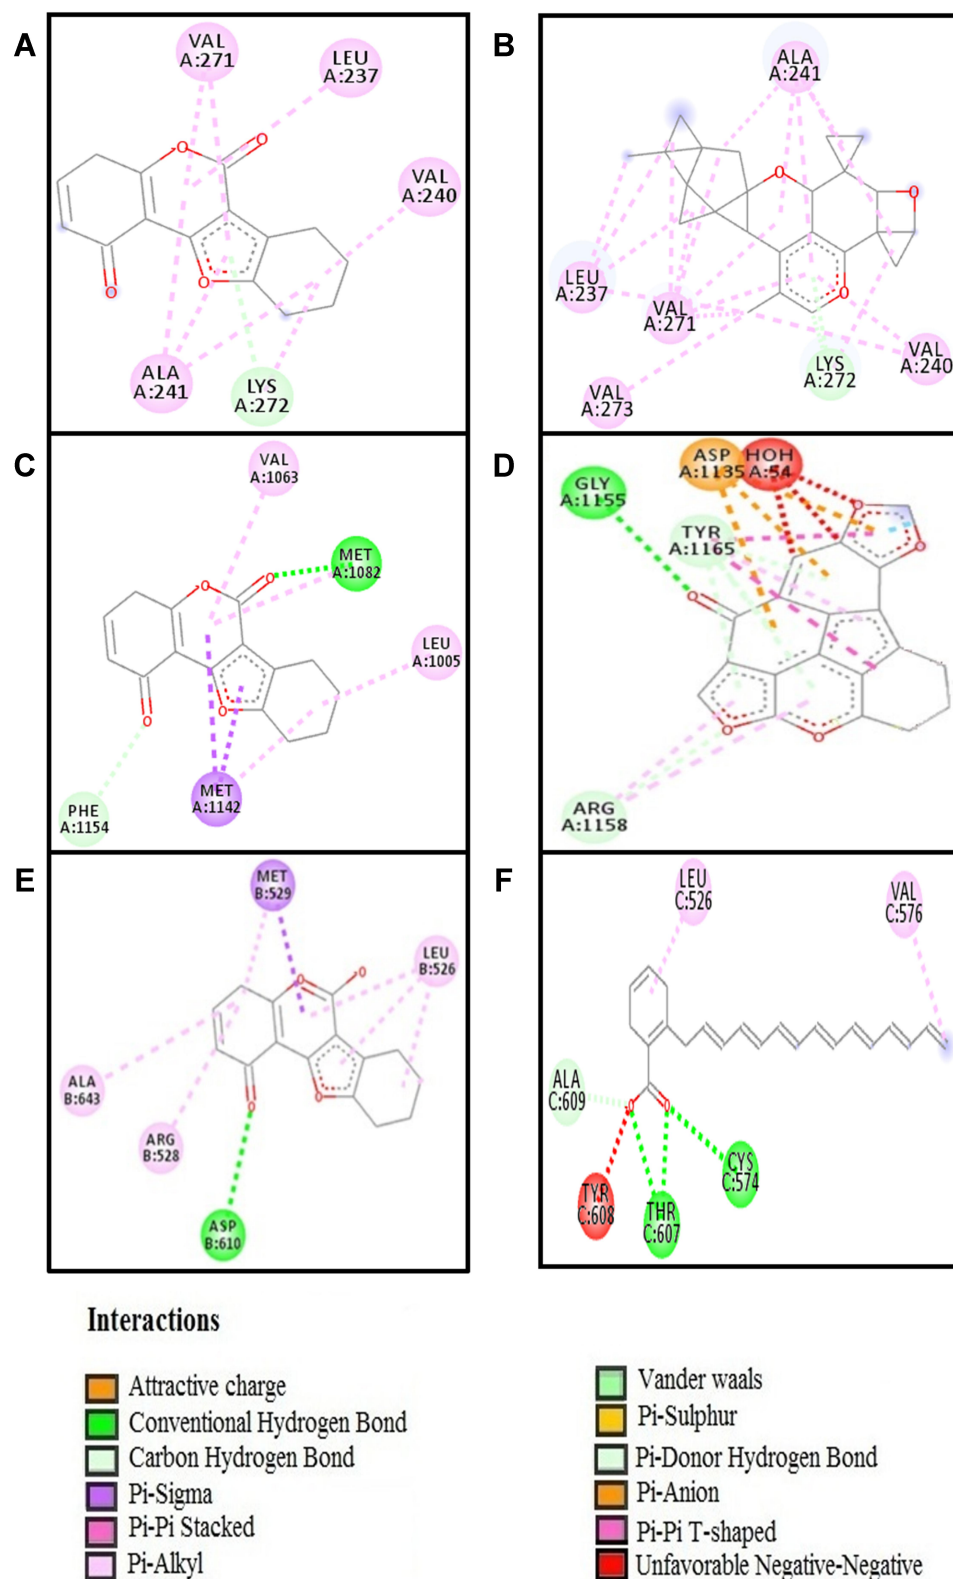 A
VAL
A:271
LEU
A:237
O
O
VAL
A:240
O
O
ALA
A:241
LYS
A:272
B
ALA
A:241
O
O
LEU
A:237
VAL
A:271
O
VAL
A:240
LYS
A:272
VAL
A:273
C
VAL
A:1063
MET
A:1082
O
O
LEU
A:1005
O
O
MET
A:1142
PHE
A:1154
D
ASP
A:1135
HOH
A:54
GLY
A:1155
O
TYR
A:1165
O
O
O
O
ARG
A:1158
E
MET
B:529
LEU
B:526
O
O
ALA
B:643
O
O
ARG
B:528
ASP
B:610
F
LEU
C:526
VAL
C:576
ALA
C:609
O
O
CYS
C:574
TYR
C:608
THR
C:607
Interactions
Attractive charge
Conventional Hydrogen Bond
Carbon Hydrogen Bond
Pi-Sigma
Pi-Pi Stacked
Pi-Alkyl
Vander waals
Pi-Sulphur
Pi-Donor Hydrogen Bond
Pi-Anion
Pi-Pi T-shaped
Unfavorable Negative-Negative